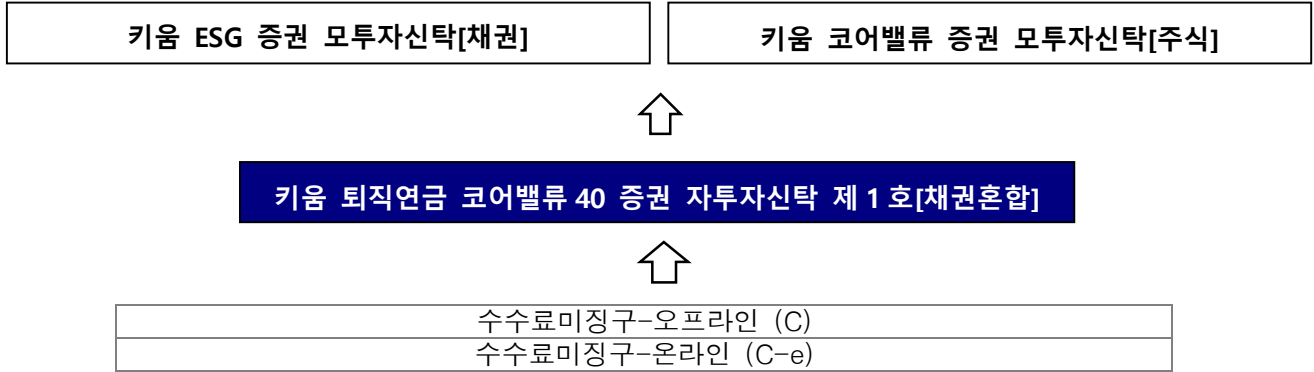 키움 ESG 증권 모투자신탁[채권]
키움 코어밸류 증권 모투자신탁[주식]
키움 퇴직연금 코어밸류40 증권 자투자신탁 제1호[채권혼합]
수수료미징구-오프라인 (C)
수수료미징구-온라인 (C-e)